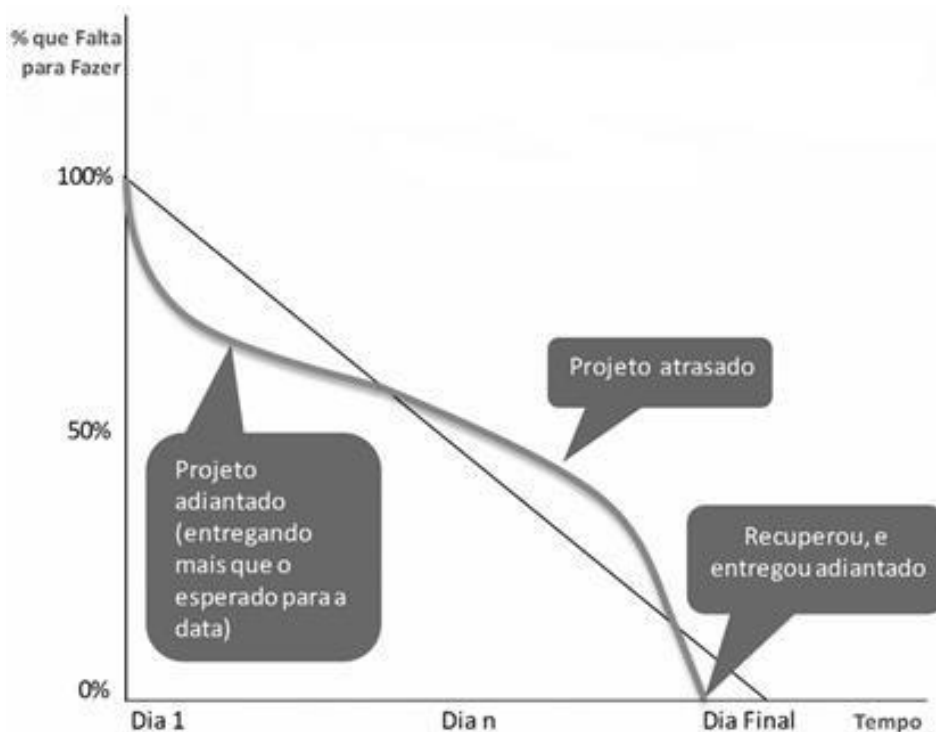 % que Falta
para Fazer
100%
Projeto atrasado
50%
Projeto
adiantado
(entregando
mais que o
esperado para a
data)
Recuperou, e
entregou adiantado
0%
Dia 1
Dia n
Dia Final
Tempo